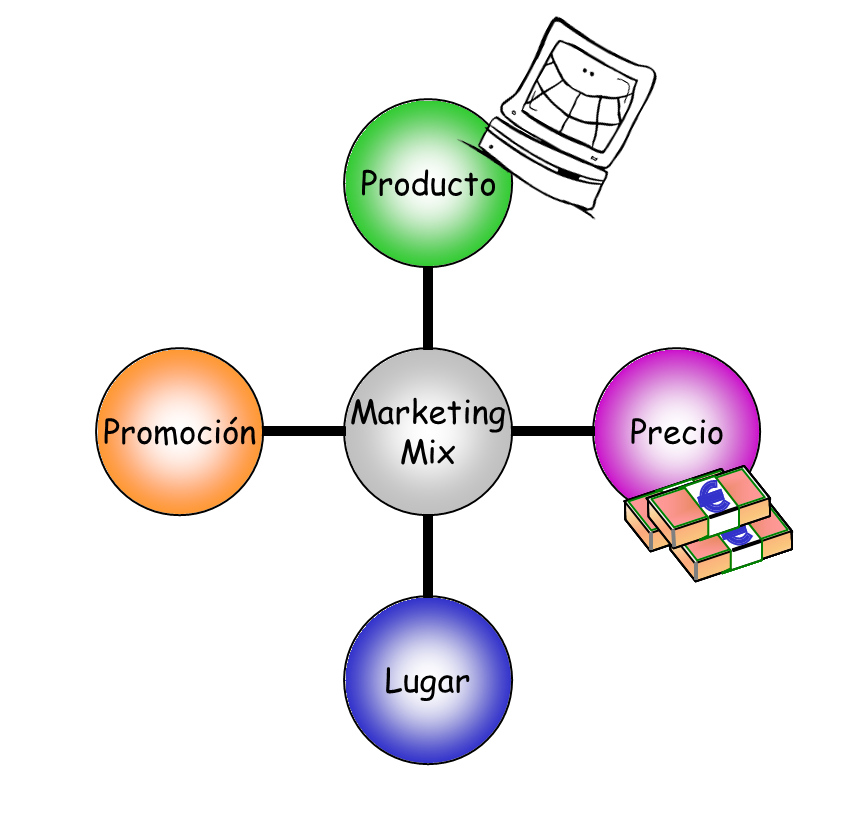 Producto
Promoción
Marketing
Mix
Precio
€
€
Lugar